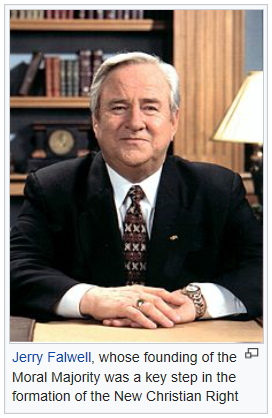 Jerry Falwell, whose founding of the
Moral Majority was a key step in the
formation of the New Christian Right